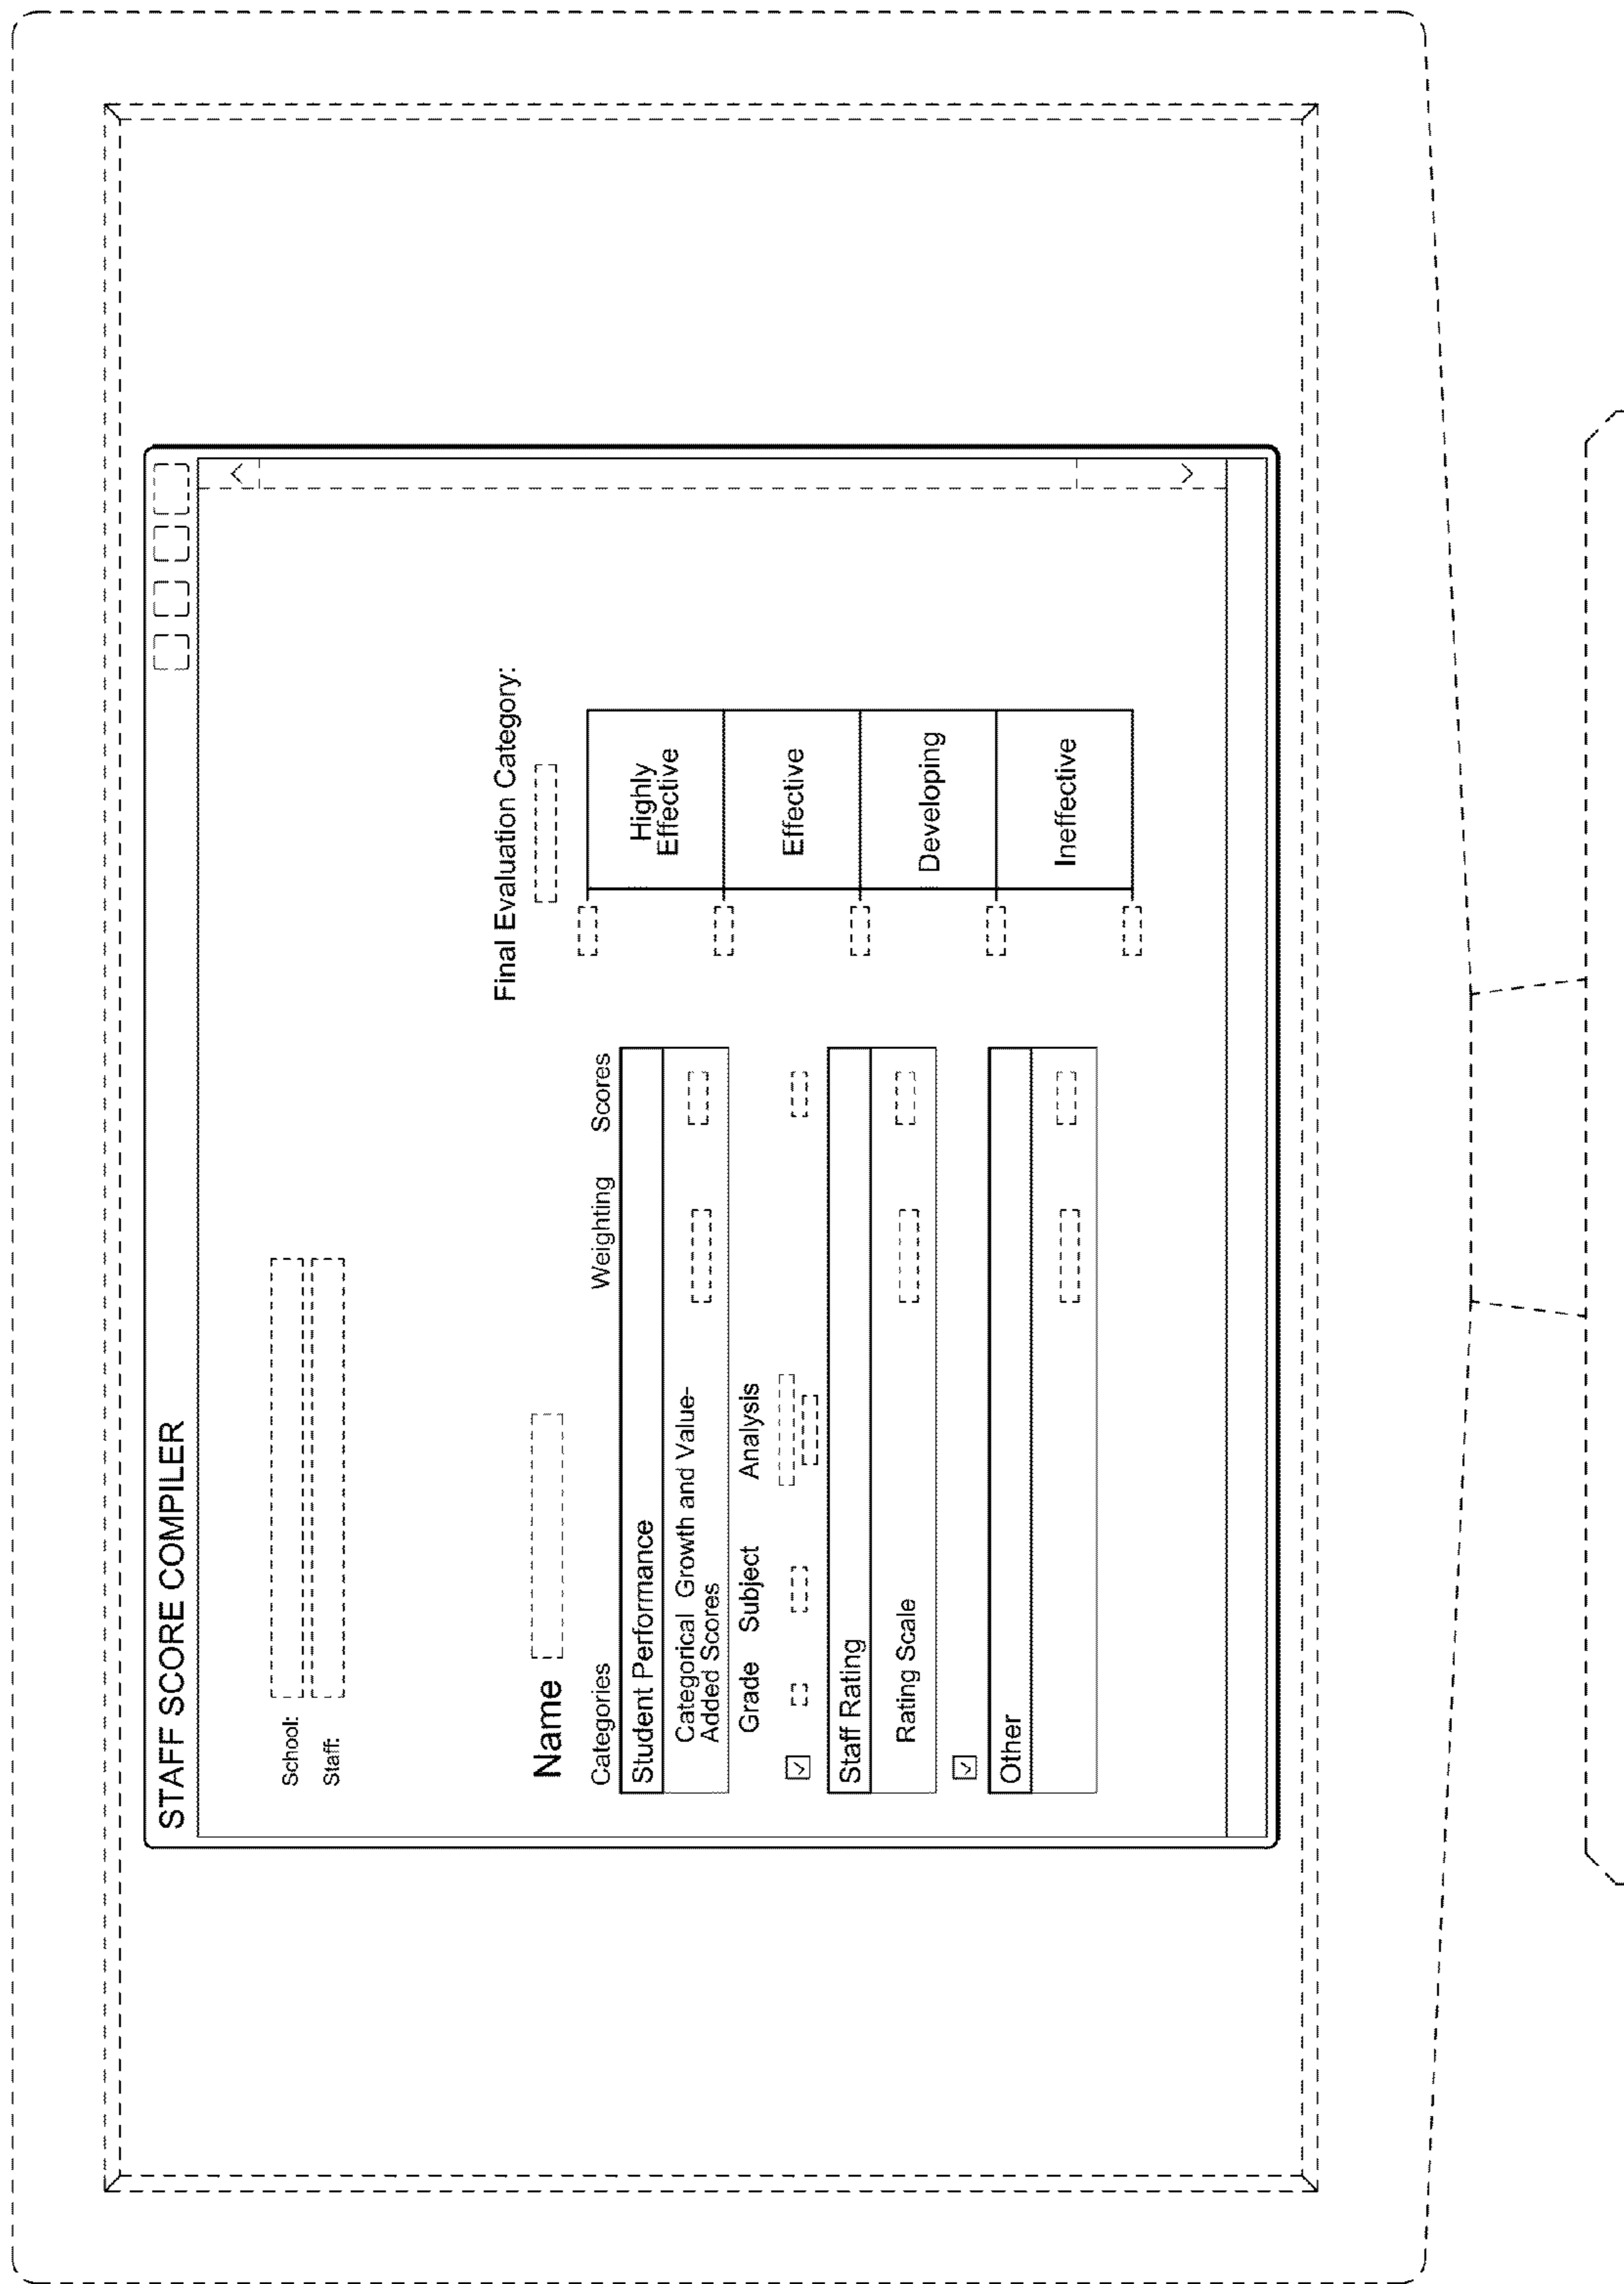 STAFF SCORE COMPILER
School:
Staff:
Name
Final Evaluation Category:
Categories Weighting Scores
Student Performance
Categorical Growth and Value-
Added Scores
Grade Subject Analysis
Staff Rating
Rating Scale
Other
Highly
Effective
Effective
Developing
Ineffective